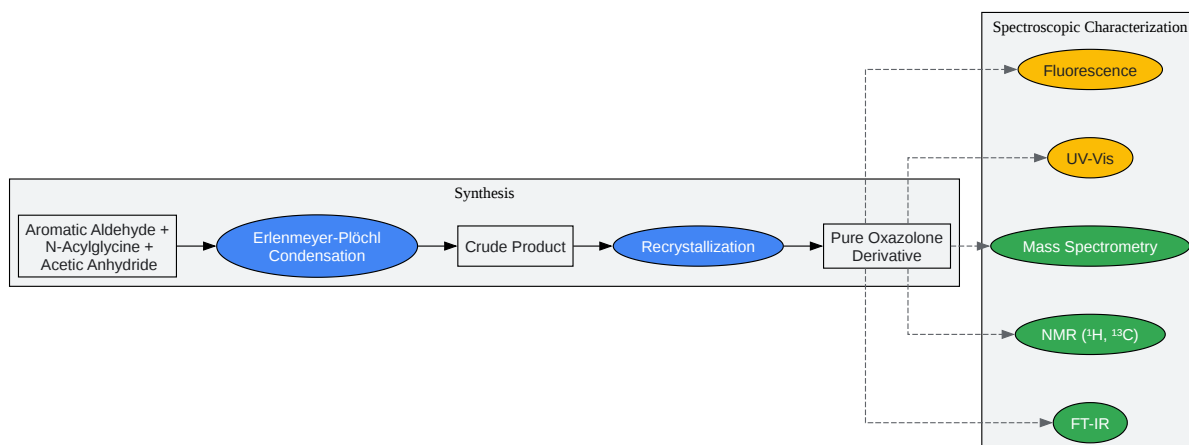 Spectroscopic Characterization
Fluorescence
UV-Vis
Synthesis
Aromatic Aldehyde +
N-Acylglycine +
Acetic Anhydride
Erlenmeyer-Plöchl
Condensation
Crude Product
Recrystallization
Pure Oxazolone
Derivative
Mass Spectrometry
NMR (¹H, ¹³C)
FT-IR